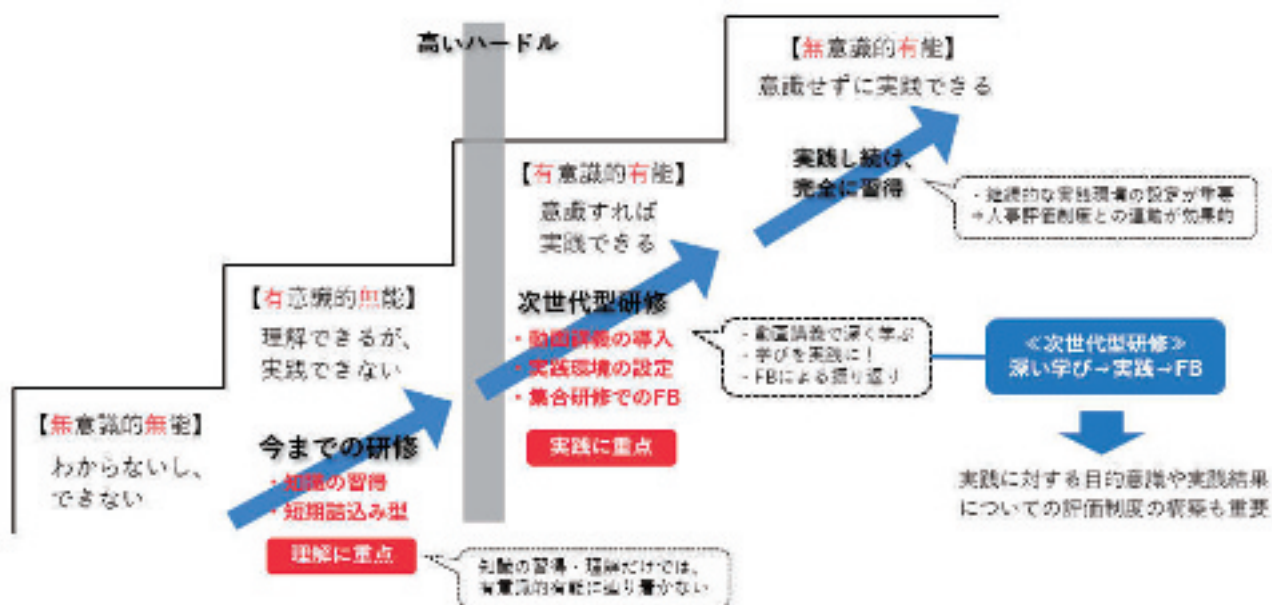 高いハードル
【無意識的有能】
意識せずに実践できる
実践し続け、
完全に習得
・継続的な実践環境の設定が重要
⇒人事評価制度との連動が効果的
【有意識的有能】
意識すれば
実践できる
次世代型研修
・動画講義の導入
・実践環境の設定
・集合研修でのFB
実践に重点
・動画講義で深く学ぶ
・学びを実践に！
・FBによる振り返り
≪次世代型研修≫
深い学び→実践→FB
実践に対する目的意識や実践結果
についての評価制度の構築も重要
【有意識的無能】
理解できるが、
実践できない
今までの研修
・知識の習得
・短期詰込み型
理解に重点
知識の習得・理解だけでは、
有意識的有能に辿り着かない
【無意識的無能】
わからないし、
できない